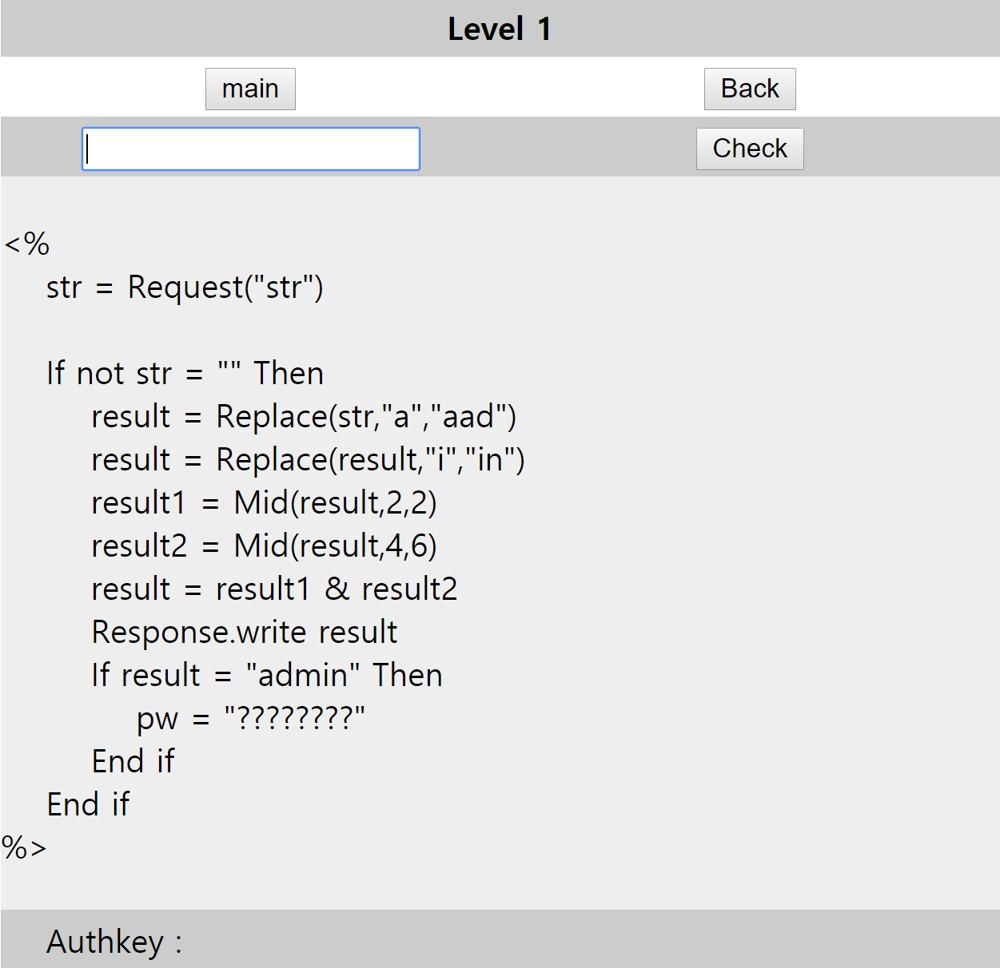 Level 1
main Back
Check
<%
str = Request("str")
If not str = "" Then
result = Replace(str,"a","aad")
result = Replace(result,"i","in")
result1 = Mid(result,2,2)
result2 = Mid(result,4,6)
result = result1 & result2
Response.write result
If result = "admin" Then
pw = "????????"
End if
End if
%>
Authkey :